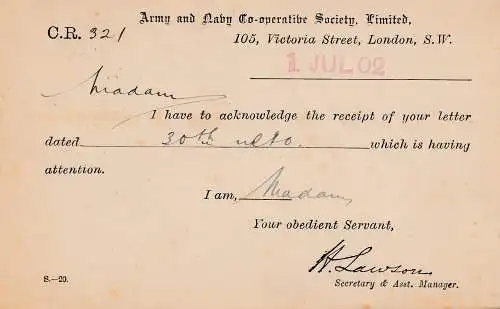 Army and Navy Co-operative Society, Limited,
C.R. 321
105, Victoria Street, London, S.W.
1 JUL 02
Madam
I have to acknowledge the receipt of your letter
dated 30th ulto. which is having
attention.
I am, Madam,
Your obedient Servant,
H. Lawson
Secretary & Asst. Manager.
S.-20.